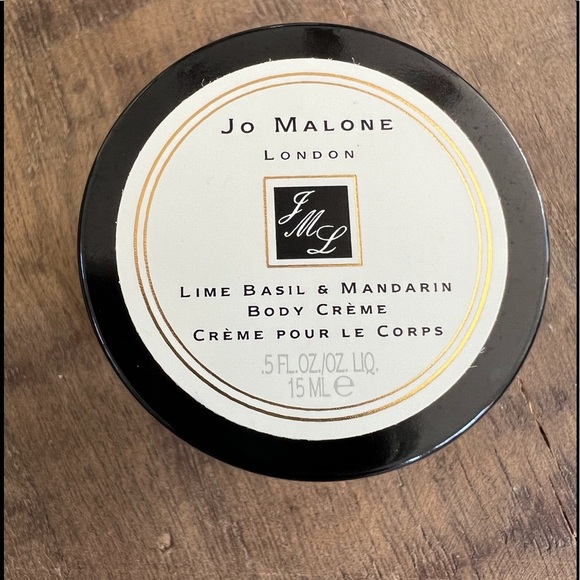 Jo Malone
London
JML
Lime Basil & Mandarin
Body Crème
Crème pour le Corps
.5 FL.OZ./OZ. LIQ.
15 ML ℮